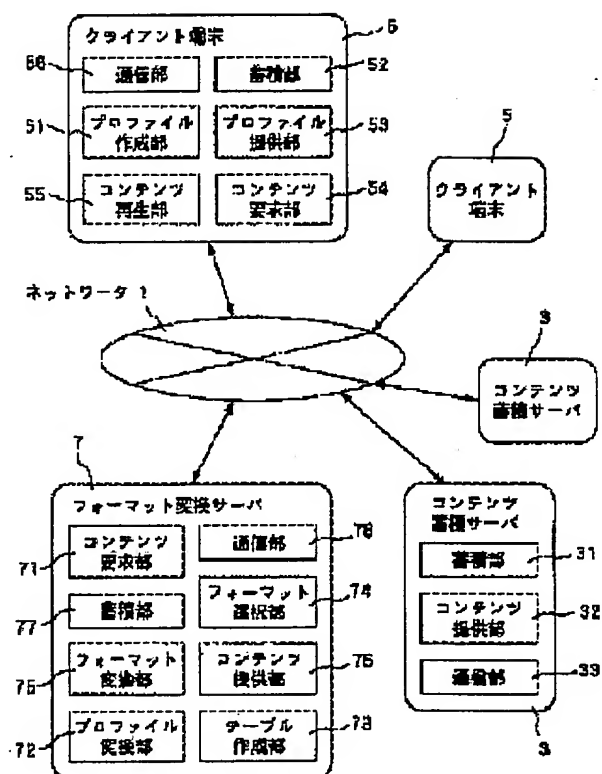 クライアント端末
5
56
通信部
蓄積部
52
51
プロファイル
作成部
プロファイル
提供部
53
55
コンテンツ
再生部
コンテンツ
要求部
54
5
クライアント
端末
ネットワーク 1
3
コンテンツ
蓄積サーバ
7
フォーマット変換サーバ
71
コンテンツ
要求部
通信部
76
77
蓄積部
フォーマット
選択部
74
75
フォーマット
変換部
コンテンツ
提供部
76
72
プロファイル
変換部
テーブル
作成部
73
コンテンツ
蓄積サーバ
蓄積部
31
コンテンツ
提供部
32
通信部
33
3